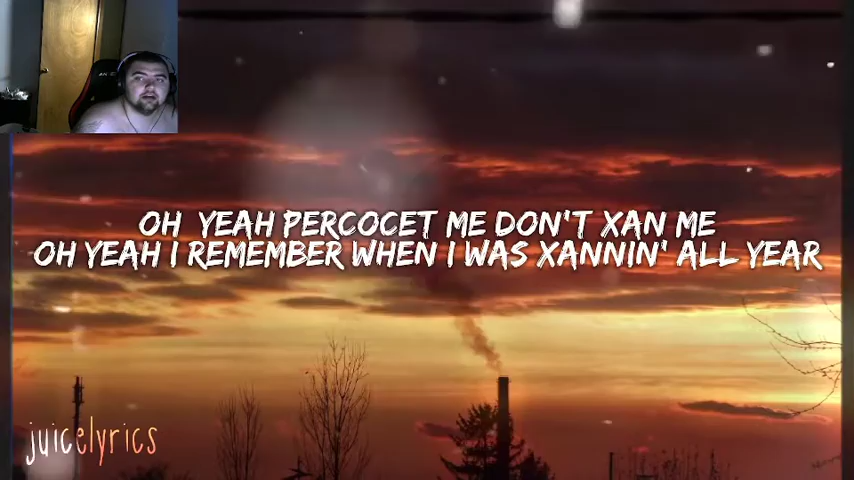 OH YEAH PERCOCET ME DON'T XAN ME
OH YEAH I REMEMBER WHEN I WAS XANNIN' ALL YEAR
juicelyrics